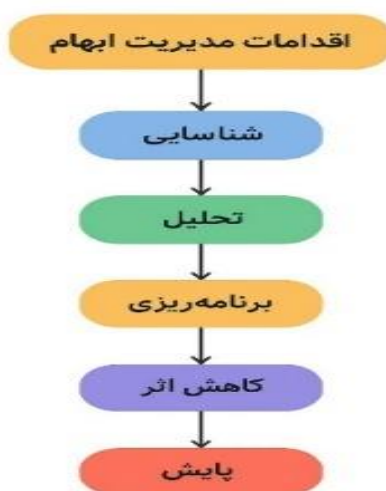 اقدامات مدیریت ابهام
شناسایی
تحلیل
برنامه‌ریزی
کاهش اثر
پایش